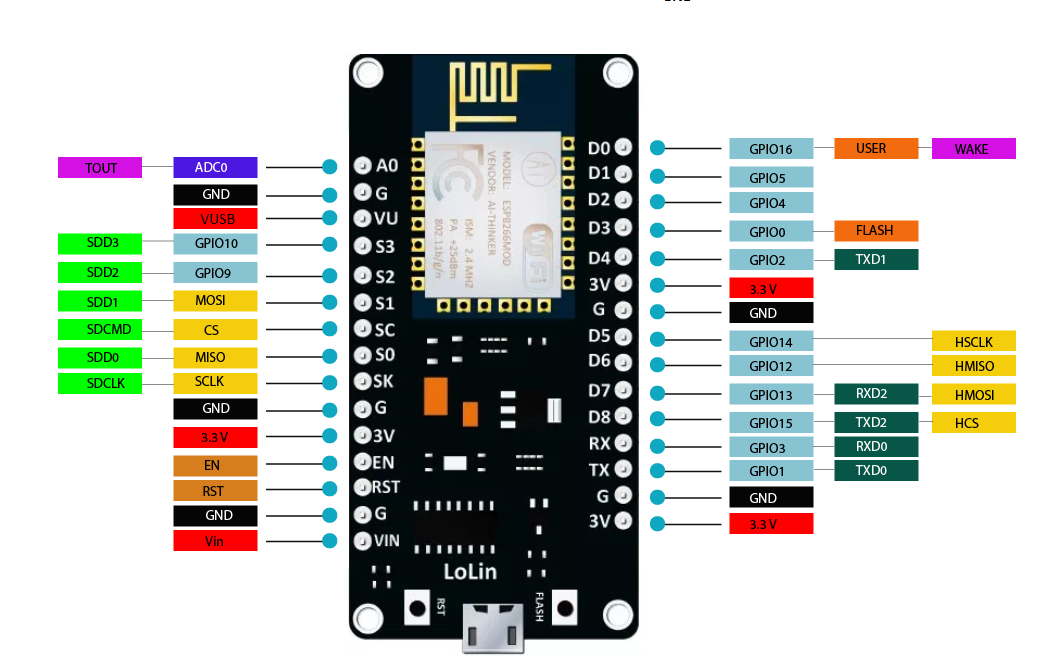 TOUT ADC0
GND
VUSB
SDD3 GPIO10
SDD2 GPIO9
SDD1 MOSI
SDCMD CS
SDD0 MISO
SDCLK SCLK
GND
3.3 V
EN
RST
GND
Vin
A0
G
VU
S3
S2
S1
SC
S0
SK
G
3V
EN
RST
G
VIN
MODEL: ESP8266MOD
VENDOR: AI-THINKER
ISM: 2.4 MHZ
PA +25dBm
802.11b/g/n
FCC
AI
WiFi
LoLin
RST
FLASH
D0
D1
D2
D3
D4
3V
G
D5
D6
D7
D8
RX
TX
G
3V
GPIO16 USER WAKE
GPIO5
GPIO4
GPIO0 FLASH
GPIO2 TXD1
3.3 V
GND
GPIO14 HSCLK
GPIO12 HMISO
GPIO13 RXD2 HMOSI
GPIO15 TXD2 HCS
GPIO3 RXD0
GPIO1 TXD0
GND
3.3 V